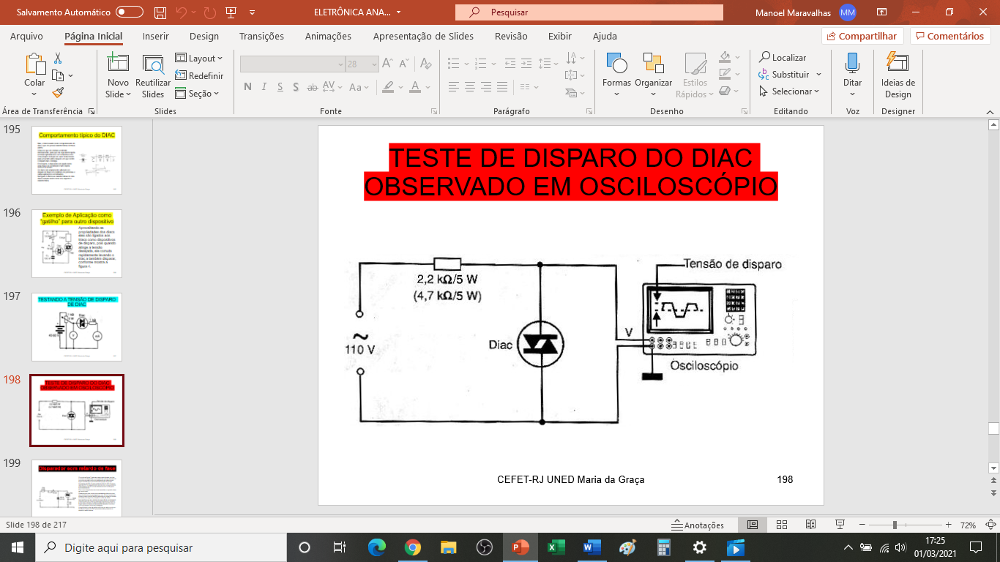 Salvamento Automático
ELETRÔNICA ANA...
Pesquisar
Manoel Maravalhas
MM
Arquivo
Página Inicial
Inserir
Design
Transições
Animações
Apresentação de Slides
Revisão
Exibir
Ajuda
Compartilhar
Comentários
Colar
Novo Slide
Reutilizar Slides
Layout
Redefinir
Seção
28
N I S S ab AV Aa A
Formas
Organizar
Estilos Rápidos
Localizar
Substituir
Selecionar
Ditar
Ideias de Design
Área de Transferência
Slides
Fonte
Parágrafo
Desenho
Editando
Voz
Designer
195
Comportamento típico do DIAC
196
Exemplo de Aplicação como
"gatilho" para outro dispositivo
Aproveitando as
propriedades dos diacs
eles são ligados aos
triacs como dispositivos
de disparo, pois quando
atinge a tensão
desejada, ele comuta
rapidamente levando o
triac a também disparar,
conforme mostra a
figura 4.
197
TESTANDO A TENSÃO DE DISPARO
DE DIAC
198
TESTE DE DISPARO DO DIAC
OBSERVADO EM OSCILOSCÓPIO
199
Disparador com retardo de fase
TESTE DE DISPARO DO DIAC
OBSERVADO EM OSCILOSCÓPIO
2,2 kΩ/5 W
(4,7 kΩ/5 W)
110 V
Diac
V
Tensão de disparo
Osciloscópio
CEFET-RJ UNED Maria da Graça
198
Slide 198 de 217
Anotações
72%
Digite aqui para pesquisar
17:25
01/03/2021